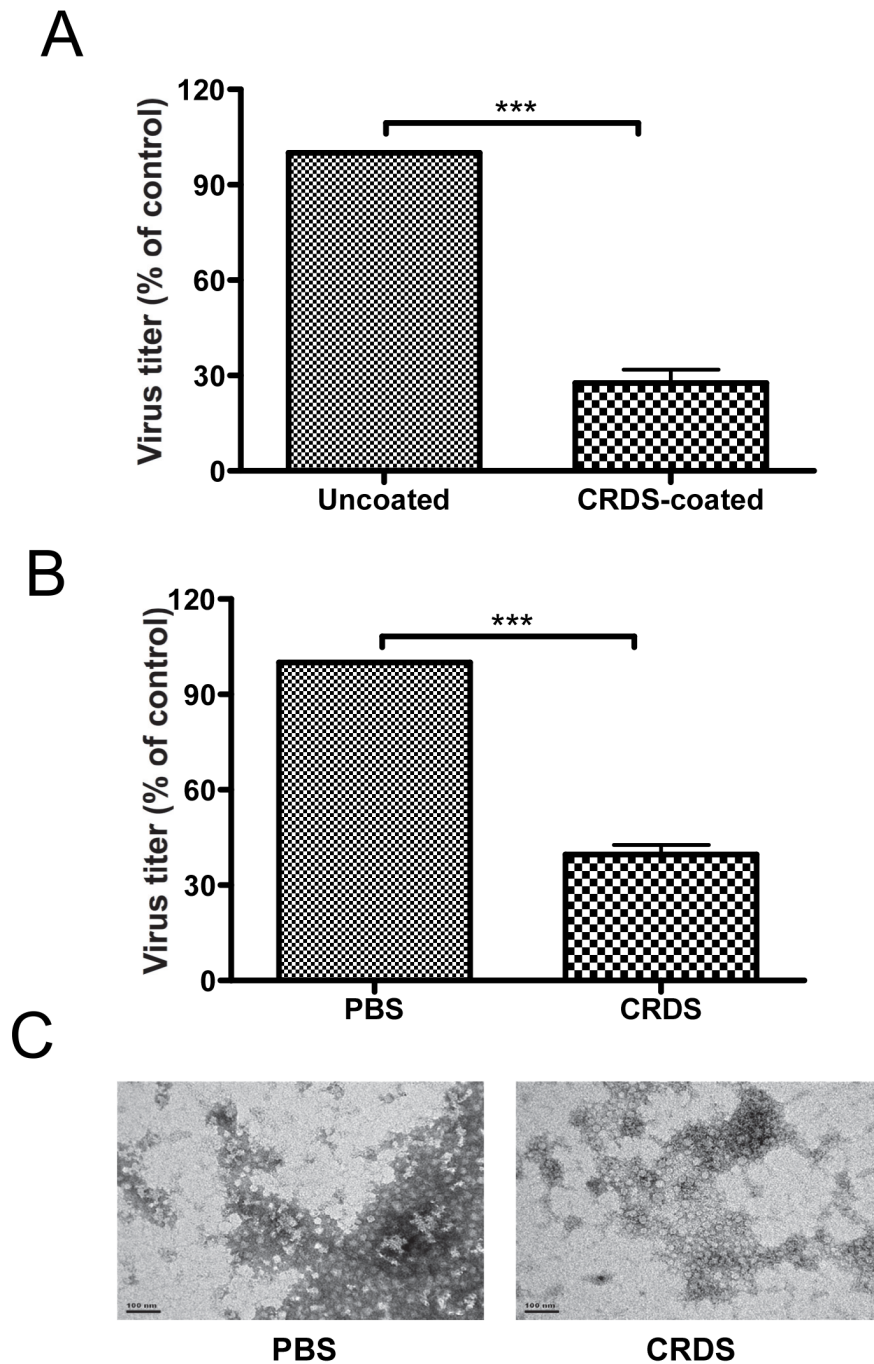 A
Virus titer (% of control)
120
90
60
30
0
***
Uncoated CRDS-coated
B
Virus titer (% of control)
120
90
60
30
0
***
PBS CRDS
C
100 nm 100 nm
PBS CRDS